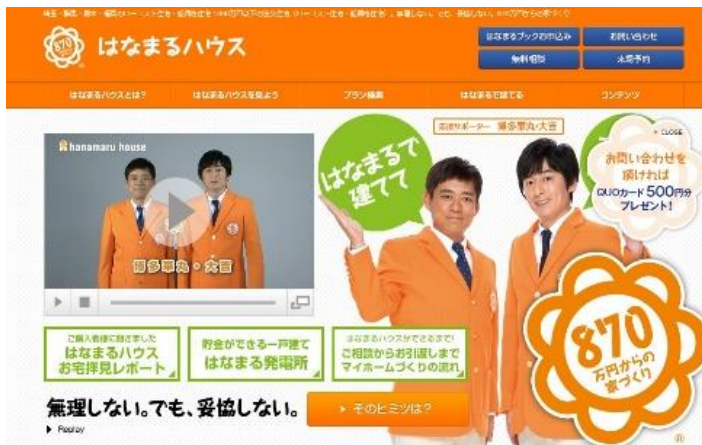 はなまるハウス
はなまるブックお申込み
お問い合わせ
無料相談
来場予約
はなまるハウスとは？
はなまるハウスを見よう
プラン検索
はなまるで建てる
コンテンツ
hanamaru house
博多華丸・大吉
応援サポーター 博多華丸・大吉
はなまるで
建てて
× CLOSE
お問い合わせを
頂ければ
QUOカード500円分
プレゼント！
ご購入者様に聞きました
はなまるハウス
お宅拝見レポート
貯金ができる一戸建て
はなまる発電所
はなまるハウスができるまで！
ご相談からお引渡しまで
マイホームづくりの流れ
870
万円からの
家づくり
無理しない。でも、妥協しない。
そのヒミツは？
Replay